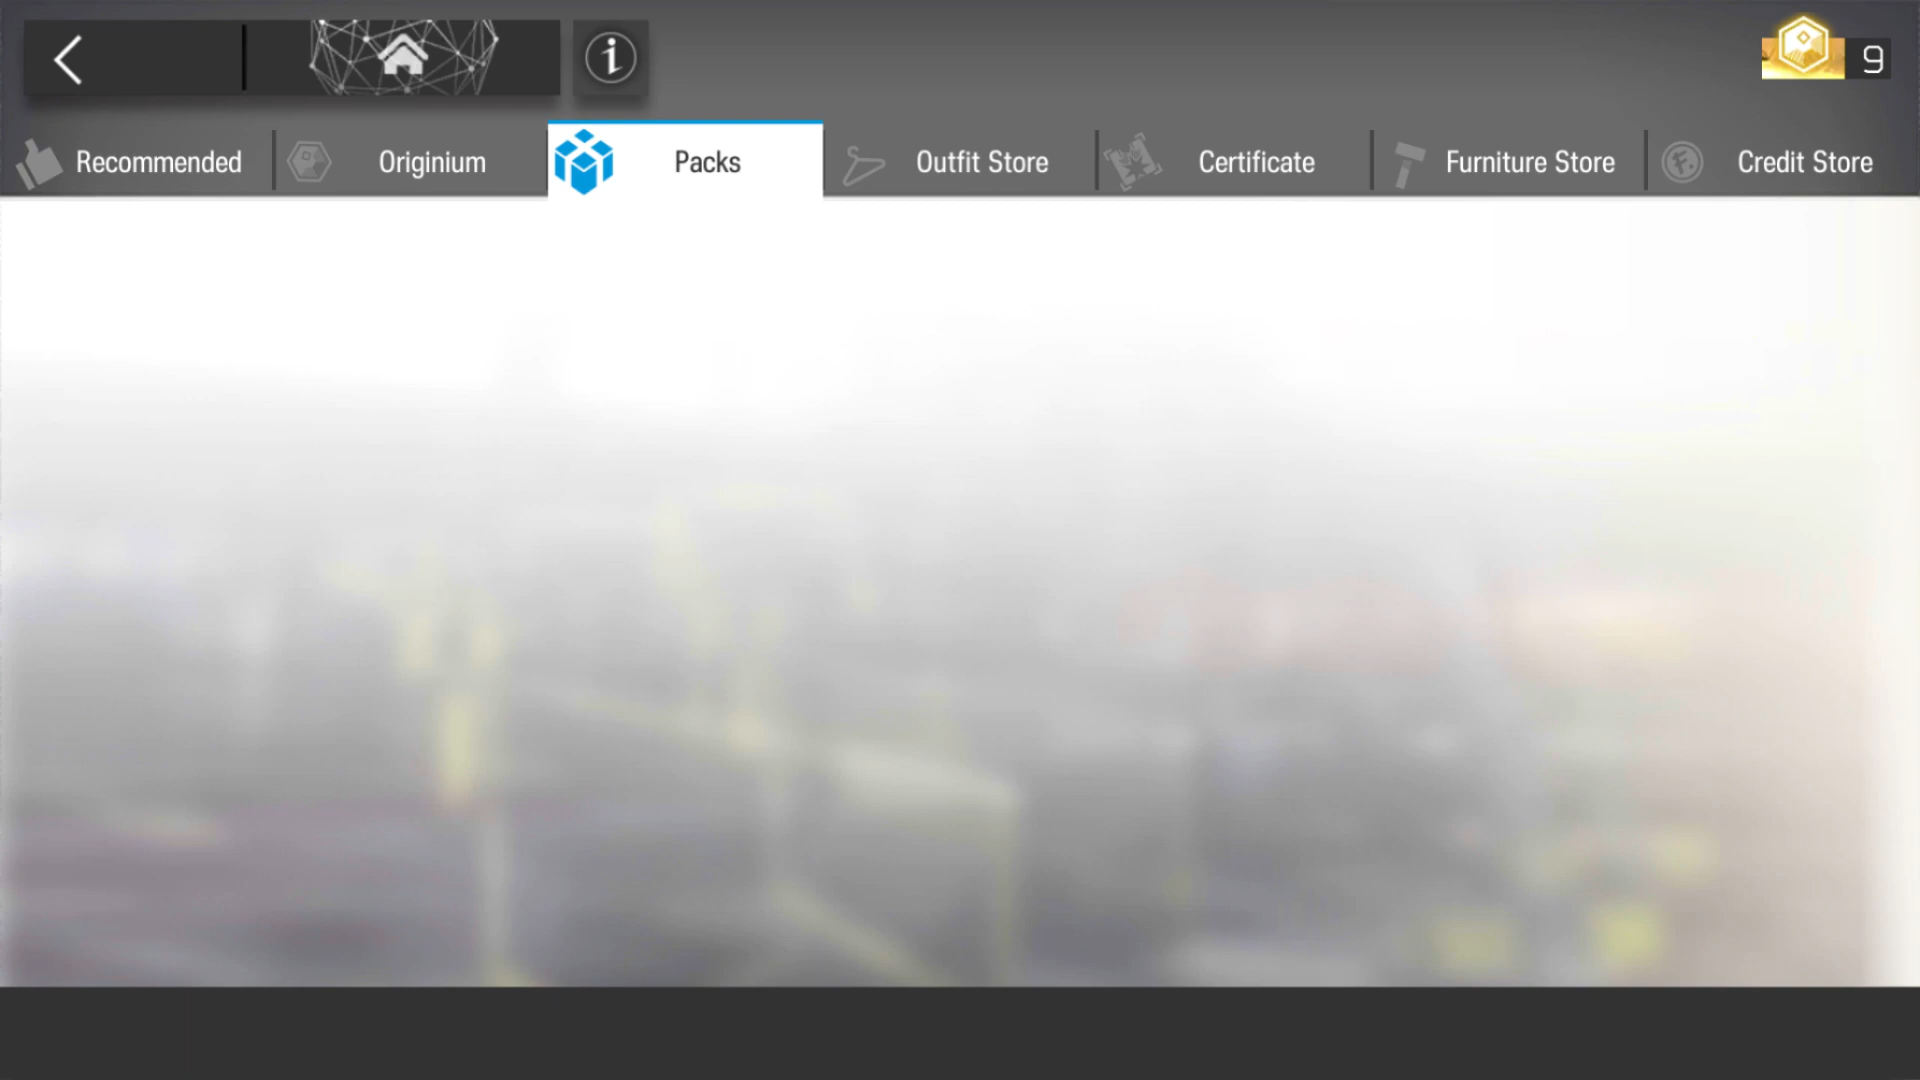 9
Recommended
Originium
Packs
Outfit Store
Certificate
Furniture Store
Credit Store